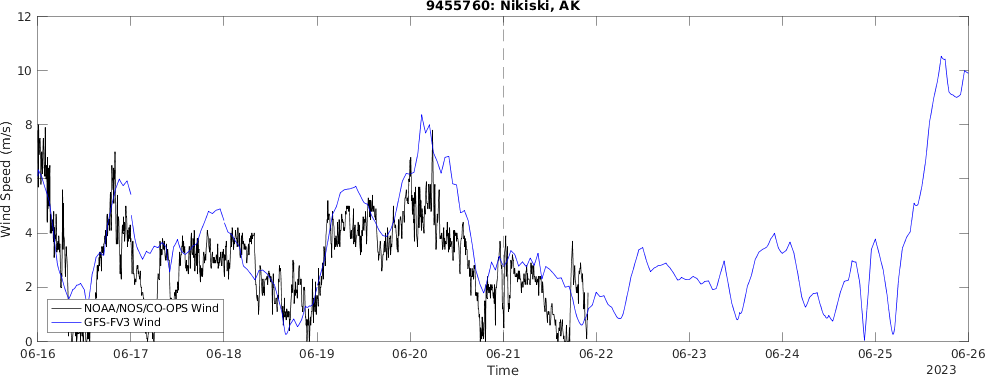 9455760: Nikiski, AK
12
10
8
6
4
2
0
Wind Speed (m/s)
NOAA/NOS/CO-OPS Wind
GFS-FV3 Wind
06-16 06-17 06-18 06-19 06-20 06-21 06-22 06-23 06-24 06-25 06-26
Time
2023